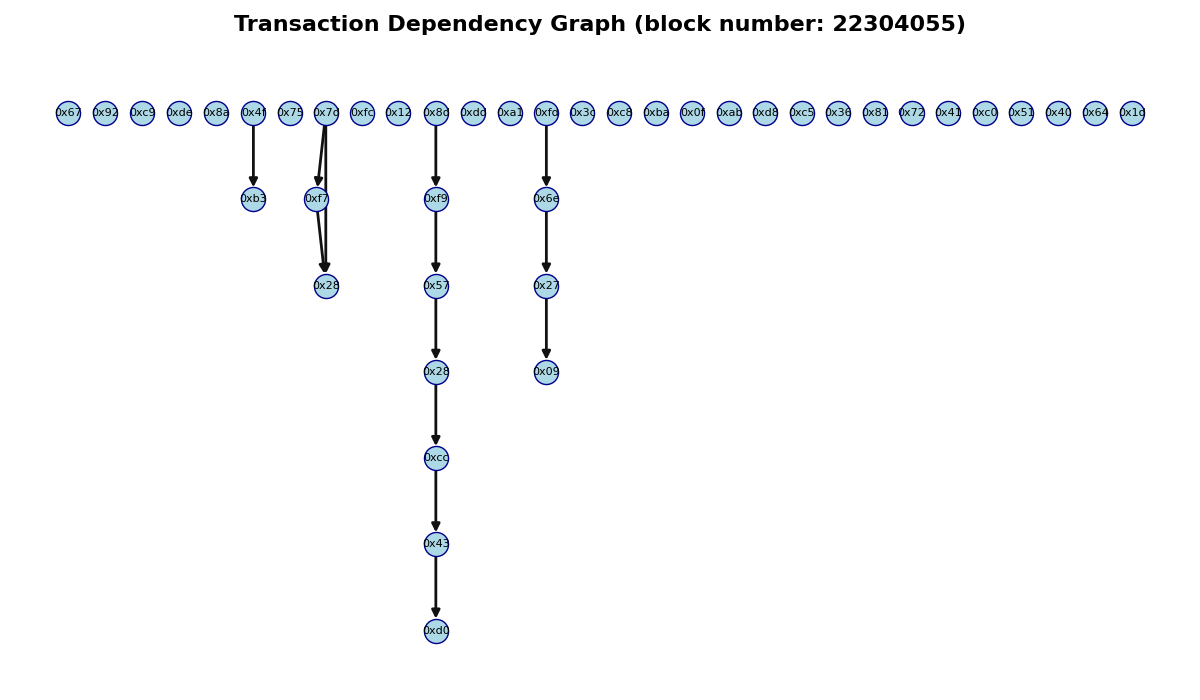 Transaction Dependency Graph (block number: 22304055)
0x67 0x92 0xc9 0xde 0x8a 0x4f 0x75 0x7d 0xfc 0x12 0x8d 0xdd 0xa1 0xfd 0x3c 0xc8 0xba 0x0f 0xab 0xd8 0xc5 0x36 0x81 0x72 0x41 0xc0 0x51 0x40 0x64 0x1d
0xb3 0xf7 0xf9 0x6e
0x28 0x57 0x27
0x28 0x09
0xcc
0x43
0xd0